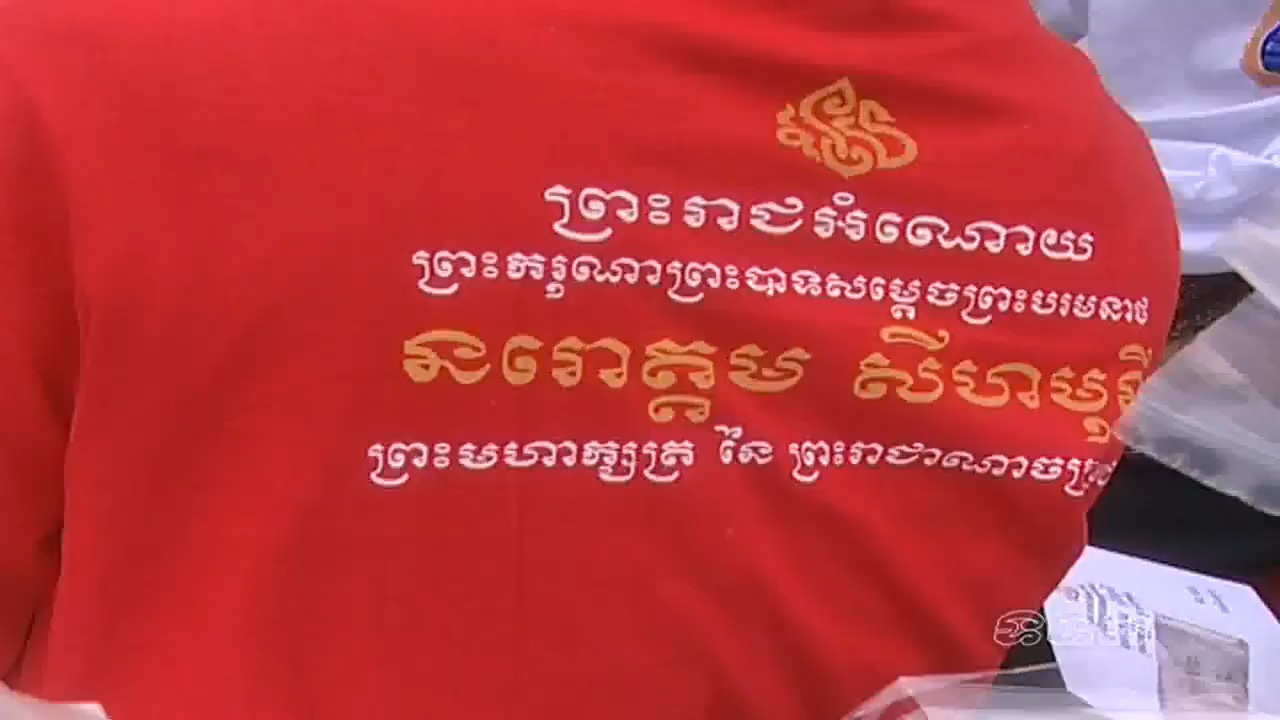 ព្រះរាជអំណោយ
ព្រះករុណាព្រះបាទសម្ដេចព្រះបរមនាថ
នរោត្តម សីហមុនី
ព្រះមហាក្សត្រ នៃ ព្រះរាជាណាចក្រ